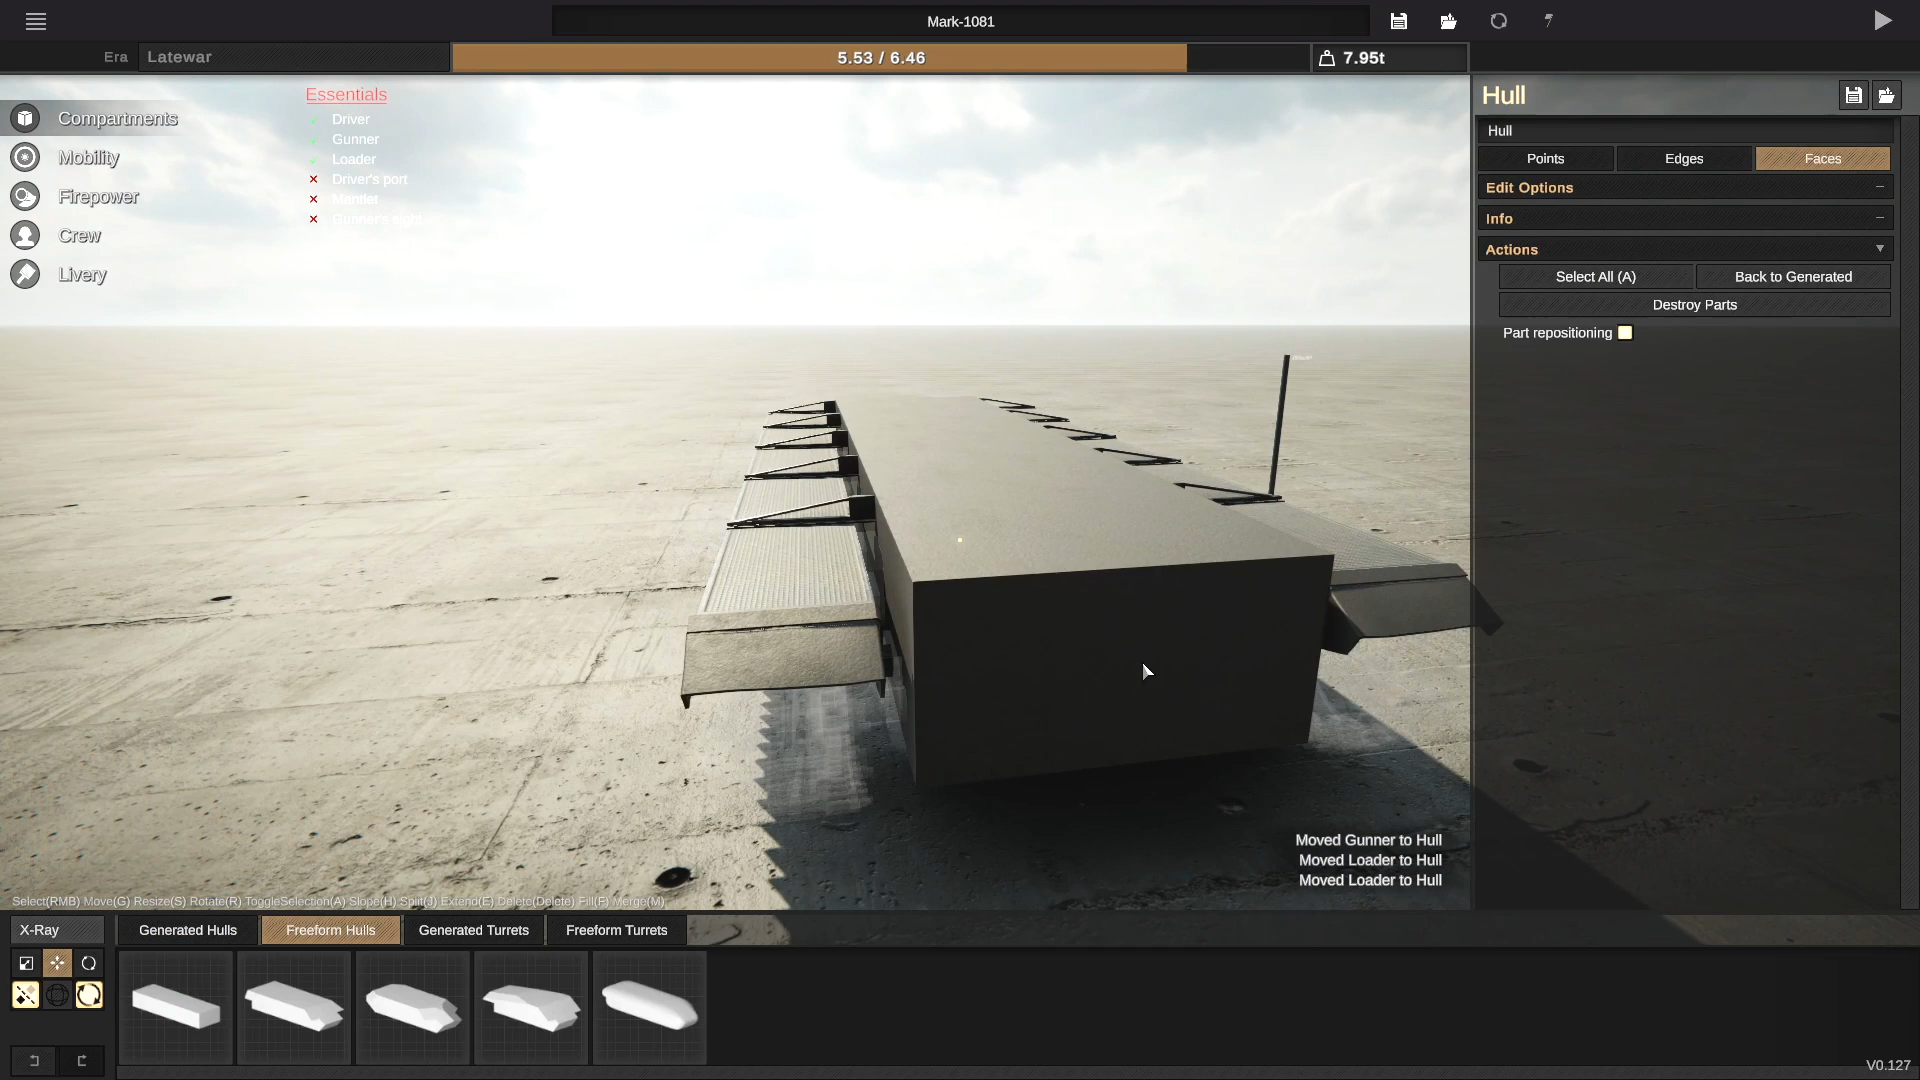 Mark-1081
Era Latewar 5.53 / 6.46 7.95t
Compartments
Mobility
Firepower
Crew
Livery
Essentials
Driver
Gunner
Loader
Driver's port
Mantlet
Gunner's sight
Hull
Hull
Points Edges Faces
Edit Options
Info
Actions
Select All (A) Back to Generated
Destroy Parts
Part repositioning
Moved Gunner to Hull
Moved Loader to Hull
Moved Loader to Hull
Select(RMB) Move(G) Resize(S) Rotate(R) ToggleSelection(A) Slope(H) Split(J) Extend(E) Delete(Delete) Fill(F) Merge(M)
X-Ray Generated Hulls Freeform Hulls Generated Turrets Freeform Turrets
V0.127